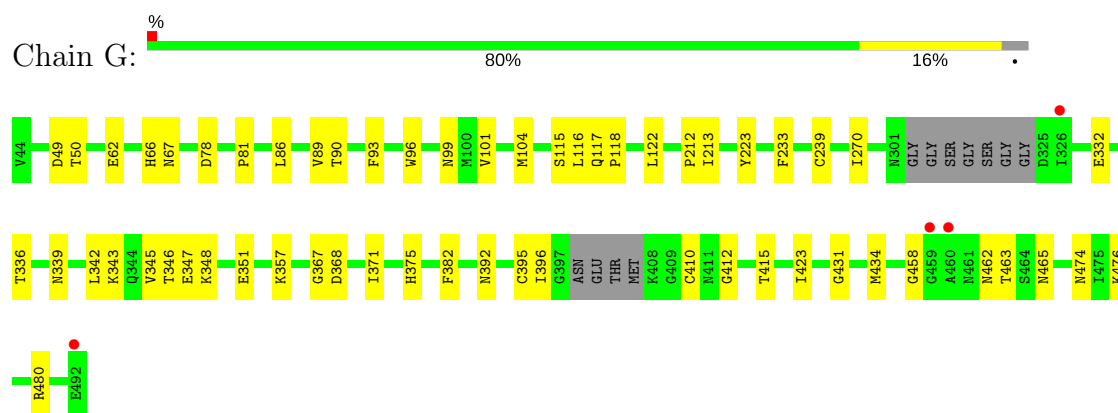 %
Chain G:
80% 16% •
V44 D49 T50 E62 H66 N67 D78 P81 L86 V89 T90 F93 W96 N99 M100 V101 M104 S115 L116 Q117 P118 L122 P212 I213 Y223 F233 C239 I270 N301 GLY GLY SER GLY SER GLY GLY D325 I326 E332
T336 N339 L342 K343 Q344 V345 T346 E347 K348 E351 K357 G367 D368 I371 H375 F382 N392 C395 I396 G397 ASN GLU THR MET K408 G409 C410 N411 G412 T415 I423 G431 M434 G458 G459 A460 N461 N462 T463 S464 N465 N474 I475 K476
R480 E492